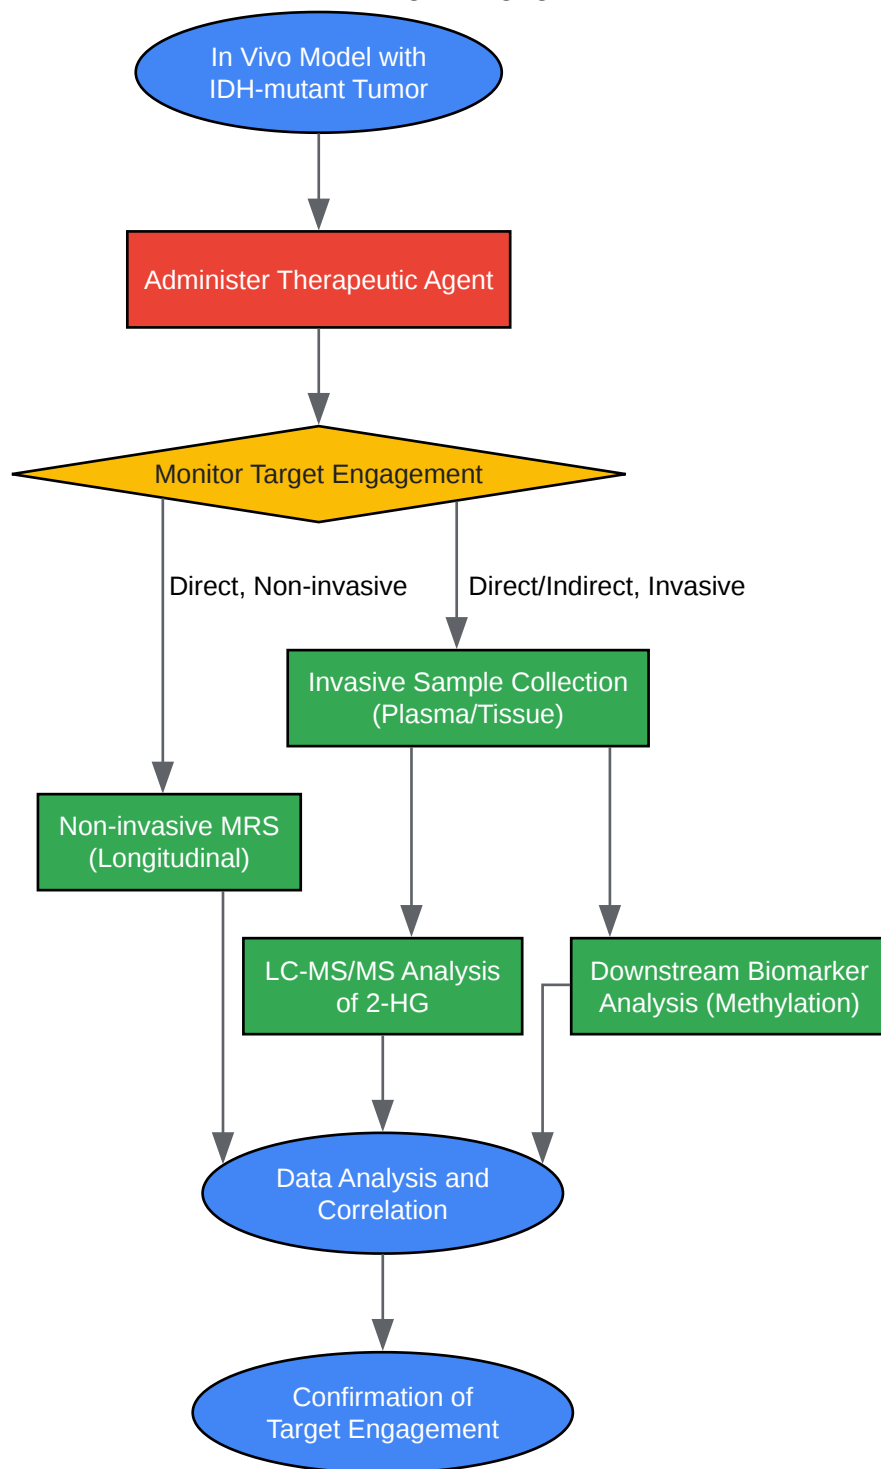 In Vivo Model with
IDH-mutant Tumor
Administer Therapeutic Agent
Monitor Target Engagement
Direct, Non-invasive
Direct/Indirect, Invasive
Invasive Sample Collection
(Plasma/Tissue)
Non-invasive MRS
(Longitudinal)
LC-MS/MS Analysis
of 2-HG
Downstream Biomarker
Analysis (Methylation)
Data Analysis and
Correlation
Confirmation of
Target Engagement